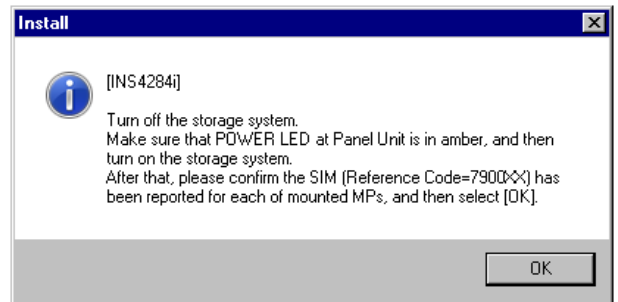 Install
[INS4284i]
Turn off the storage system.
Make sure that POWER LED at Panel Unit is in amber, and then
turn on the storage system.
After that, please confirm the SIM (Reference Code=7900XX) has
been reported for each of mounted MPs, and then select [OK].
OK